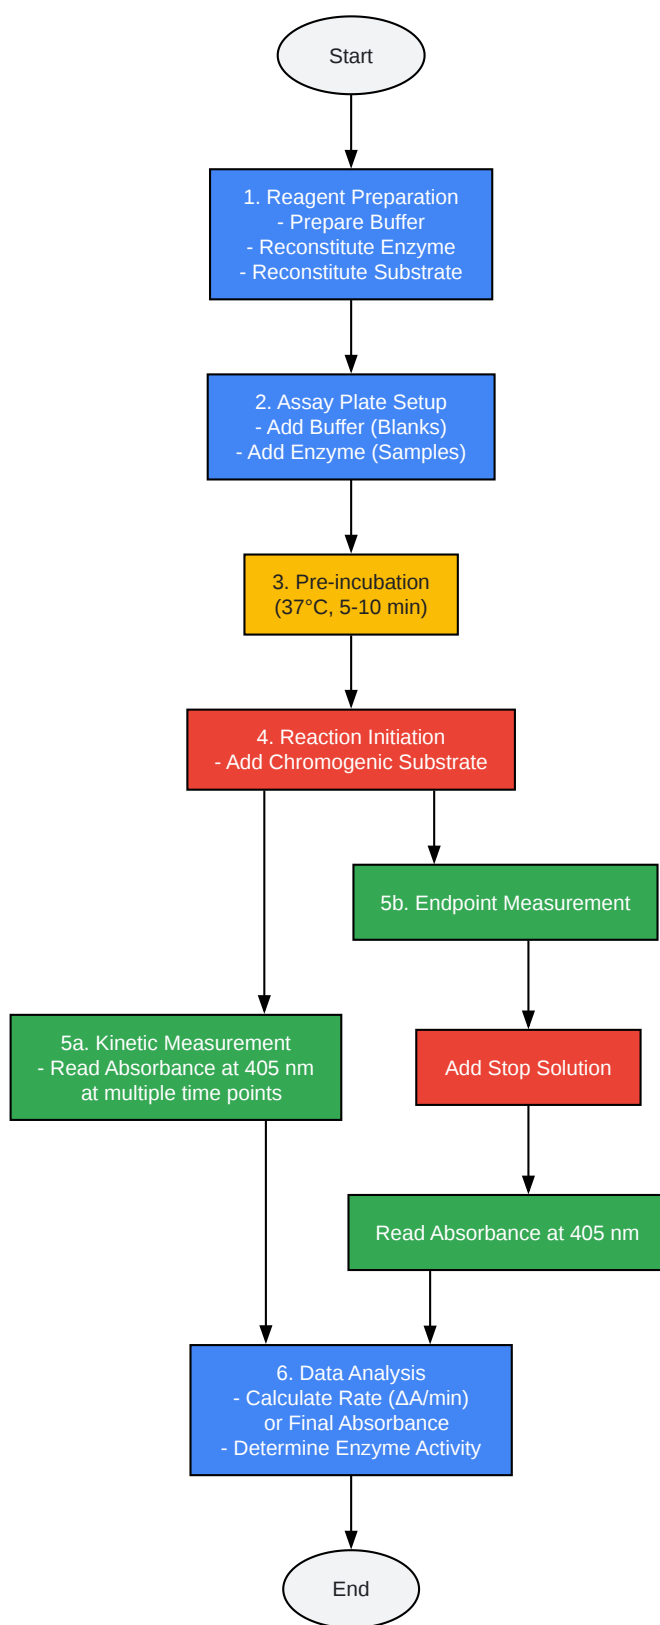 Start
1. Reagent Preparation
- Prepare Buffer
- Reconstitute Enzyme
- Reconstitute Substrate
2. Assay Plate Setup
- Add Buffer (Blanks)
- Add Enzyme (Samples)
3. Pre-incubation
(37°C, 5-10 min)
4. Reaction Initiation
- Add Chromogenic Substrate
5b. Endpoint Measurement
5a. Kinetic Measurement
- Read Absorbance at 405 nm
at multiple time points
Add Stop Solution
Read Absorbance at 405 nm
6. Data Analysis
- Calculate Rate (ΔA/min)
or Final Absorbance
- Determine Enzyme Activity
End